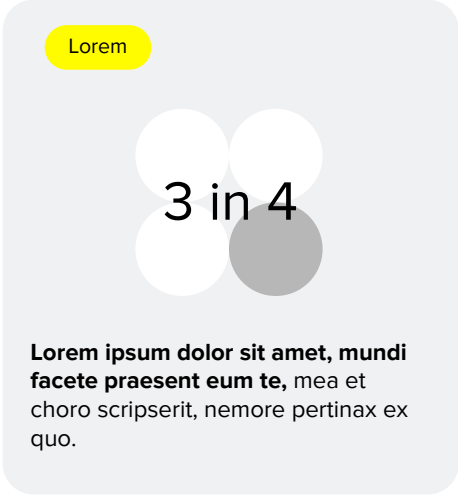 Lorem
3 in 4
Lorem ipsum dolor sit amet, mundi
facete praesent eum te, mea et
choro scripserit, nemore pertinax ex
quo.